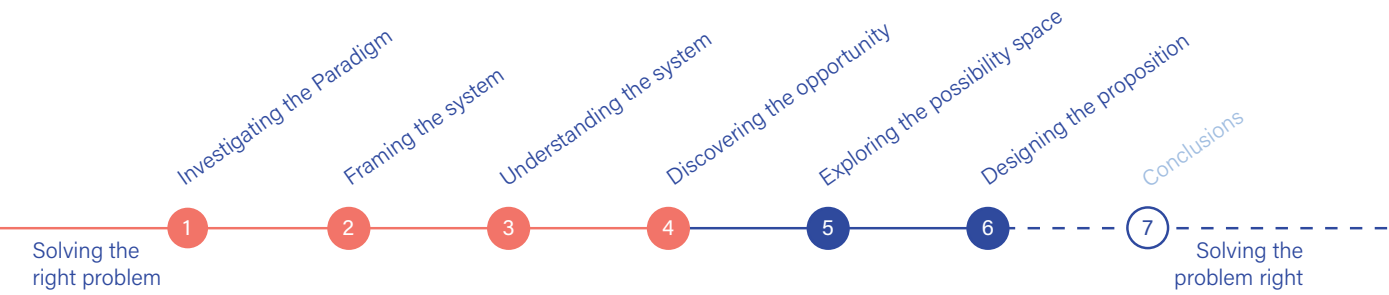 Investigating the Paradigm
Framing the system
Understanding the system
Discovering the opportunity
Exploring the possibility space
Designing the proposition
Conclusions
1
2
3
4
5
6
7
Solving the
right problem
Solving the
problem right